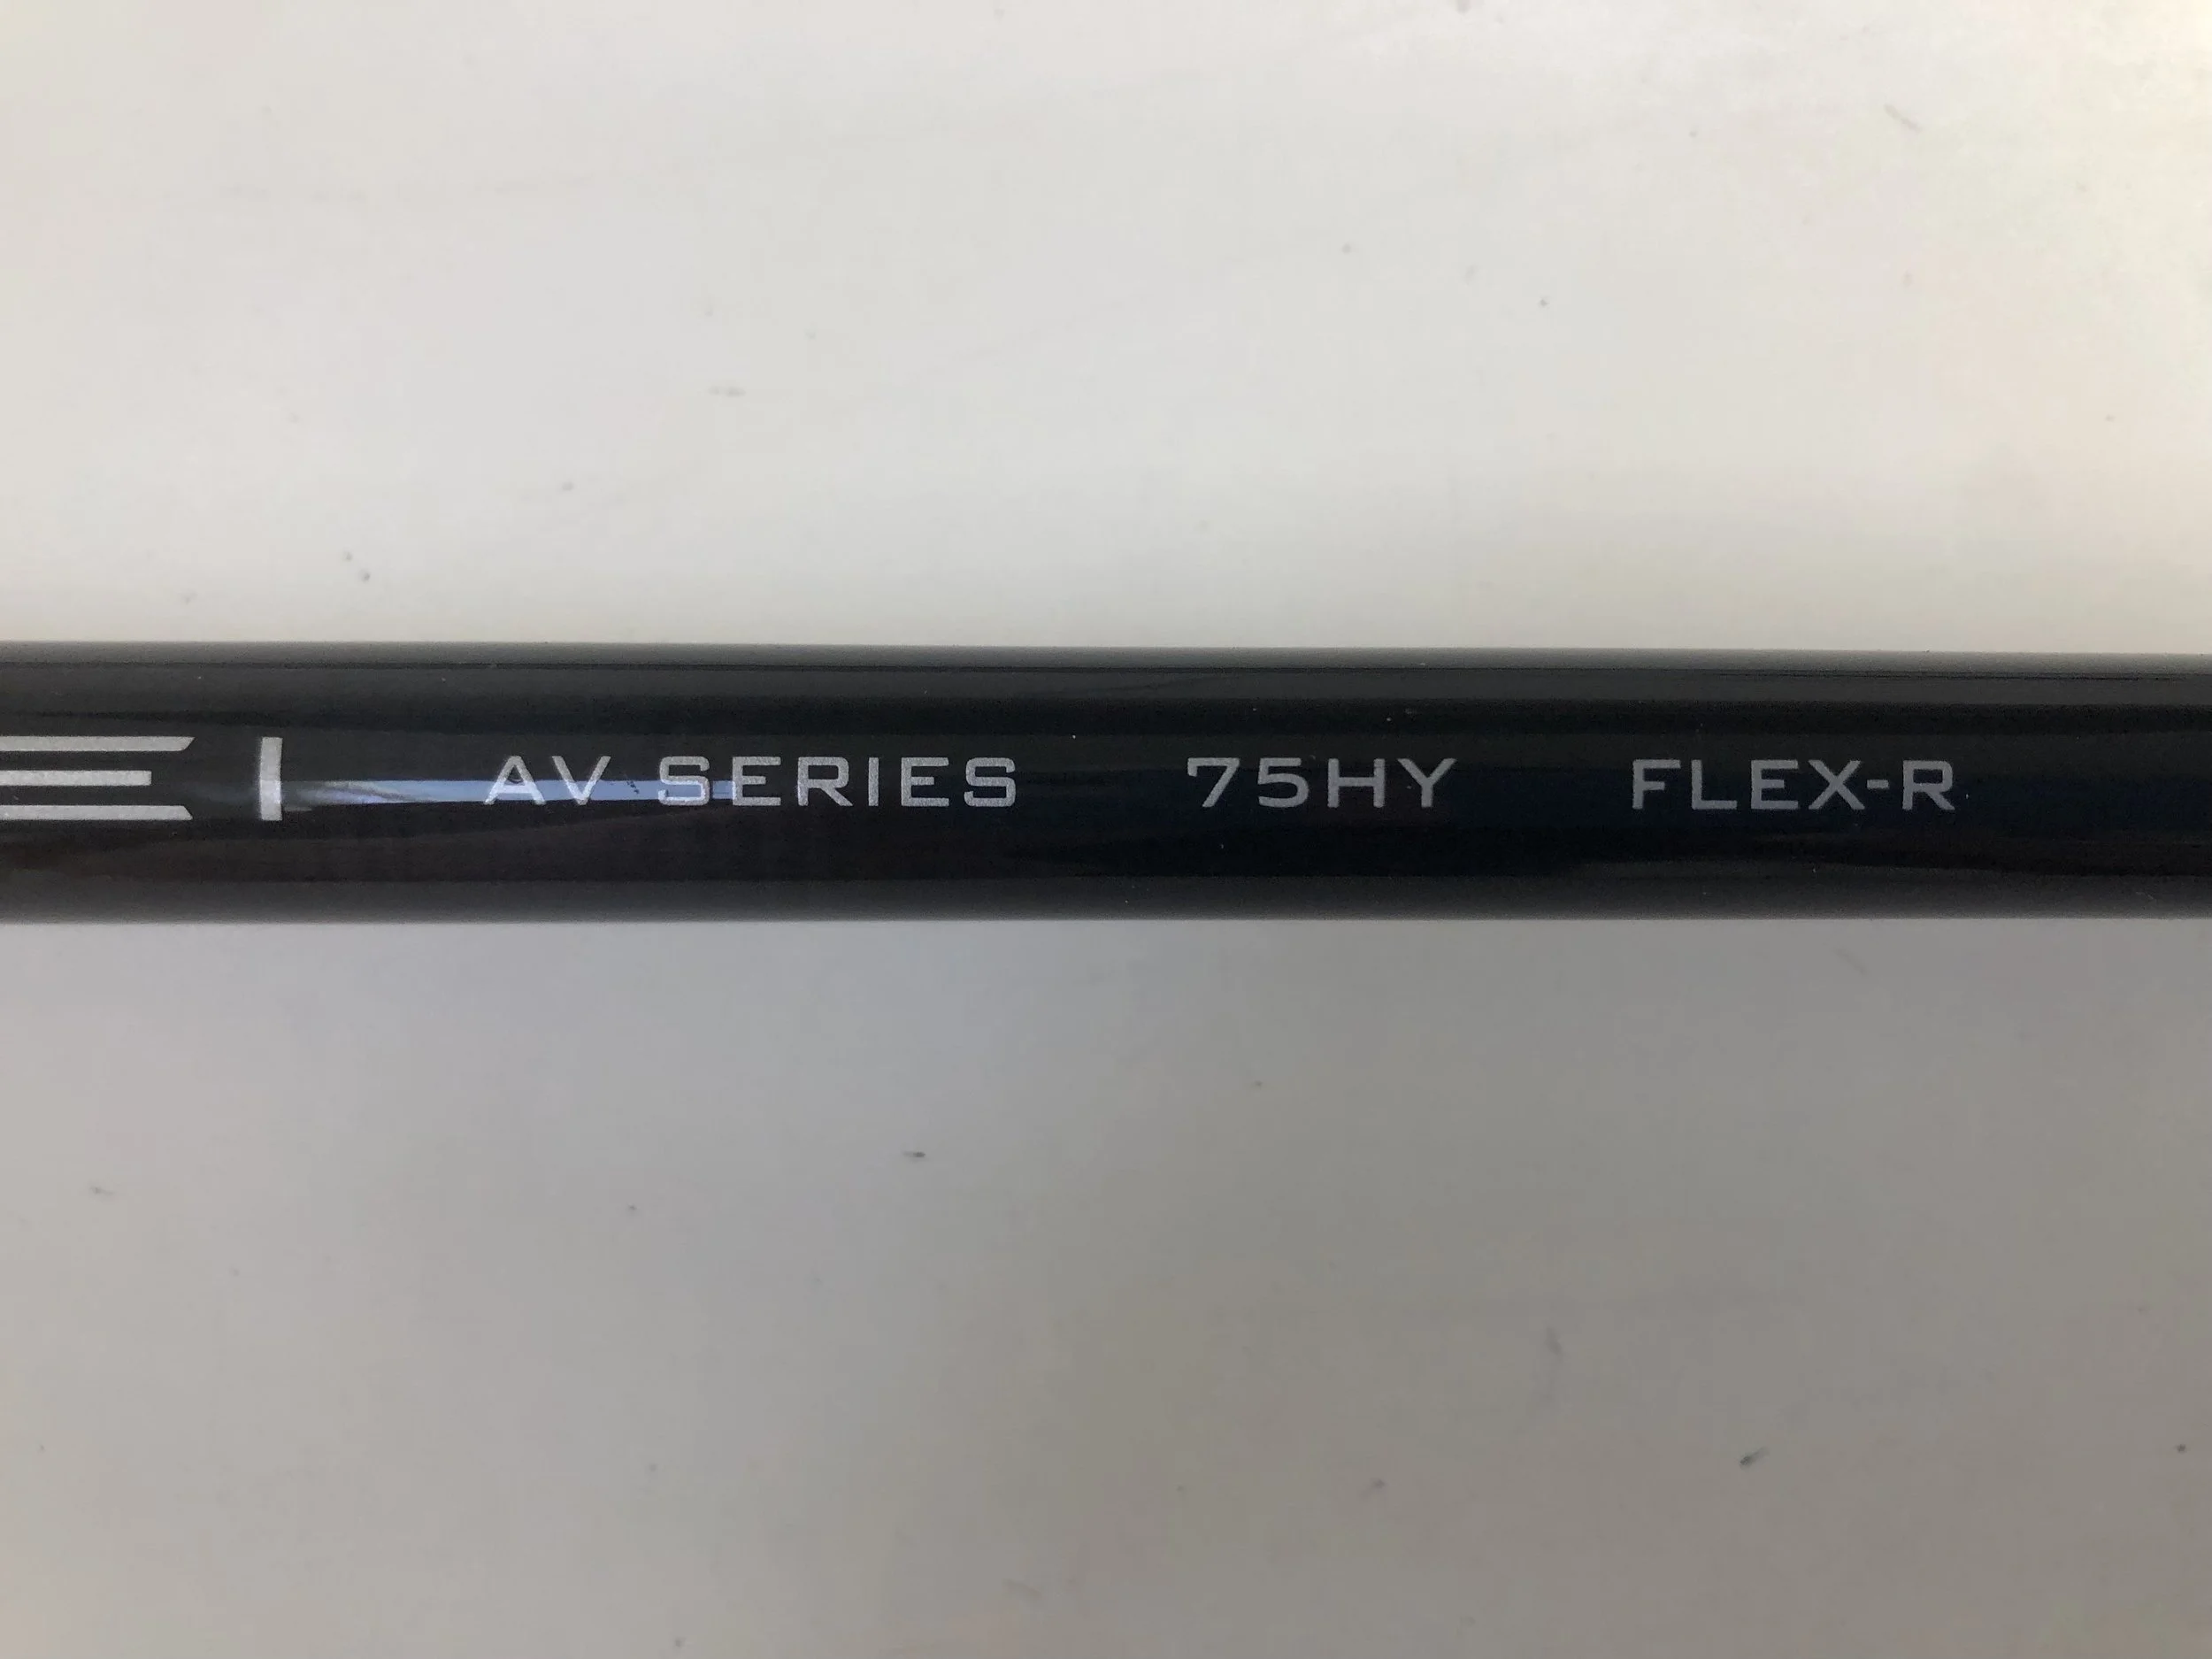 AV SERIES 75HY FLEX-R